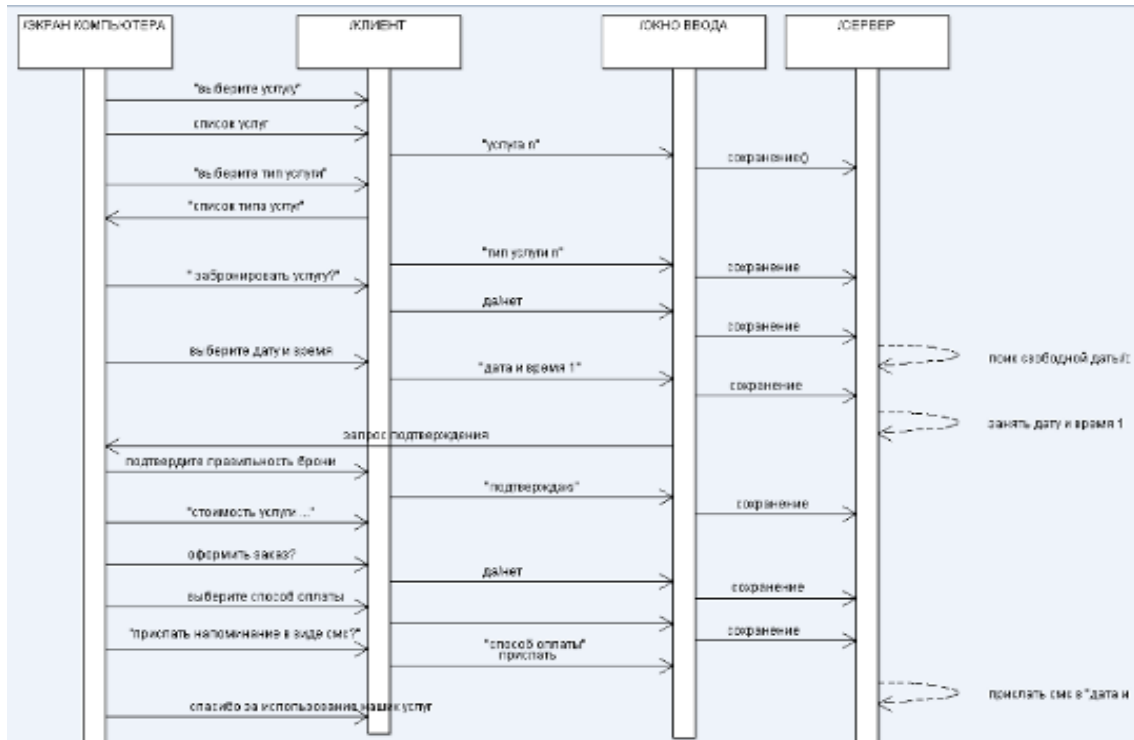 /ЭКРАН КОМПЬЮТЕРА
/КЛИЕНТ
/ОКНО ВВОДА
/СЕРВЕР
"выберите услугу"
список услуг
"услуга n"
сохранение()
"выберите тип услуги"
"список типа услуг"
"тип услуги n"
сохранение
" забронировать услугу?"
да/нет
сохранение
выберите дату и время
поик свободной даты/
"дата и время 1"
сохранение
занять дату и время 1
запрос подтверждения
подтвердите правильность брони
"подтверждаю"
сохранение
"стоимость услуги ..."
оформить заказ?
да/нет
сохранение
выберите способ оплаты
сохранение
"прислать напоминание в виде смс?"
"способ оплаты"
прислать
прислать смс в "дата и
спасибо за использование наших услуг